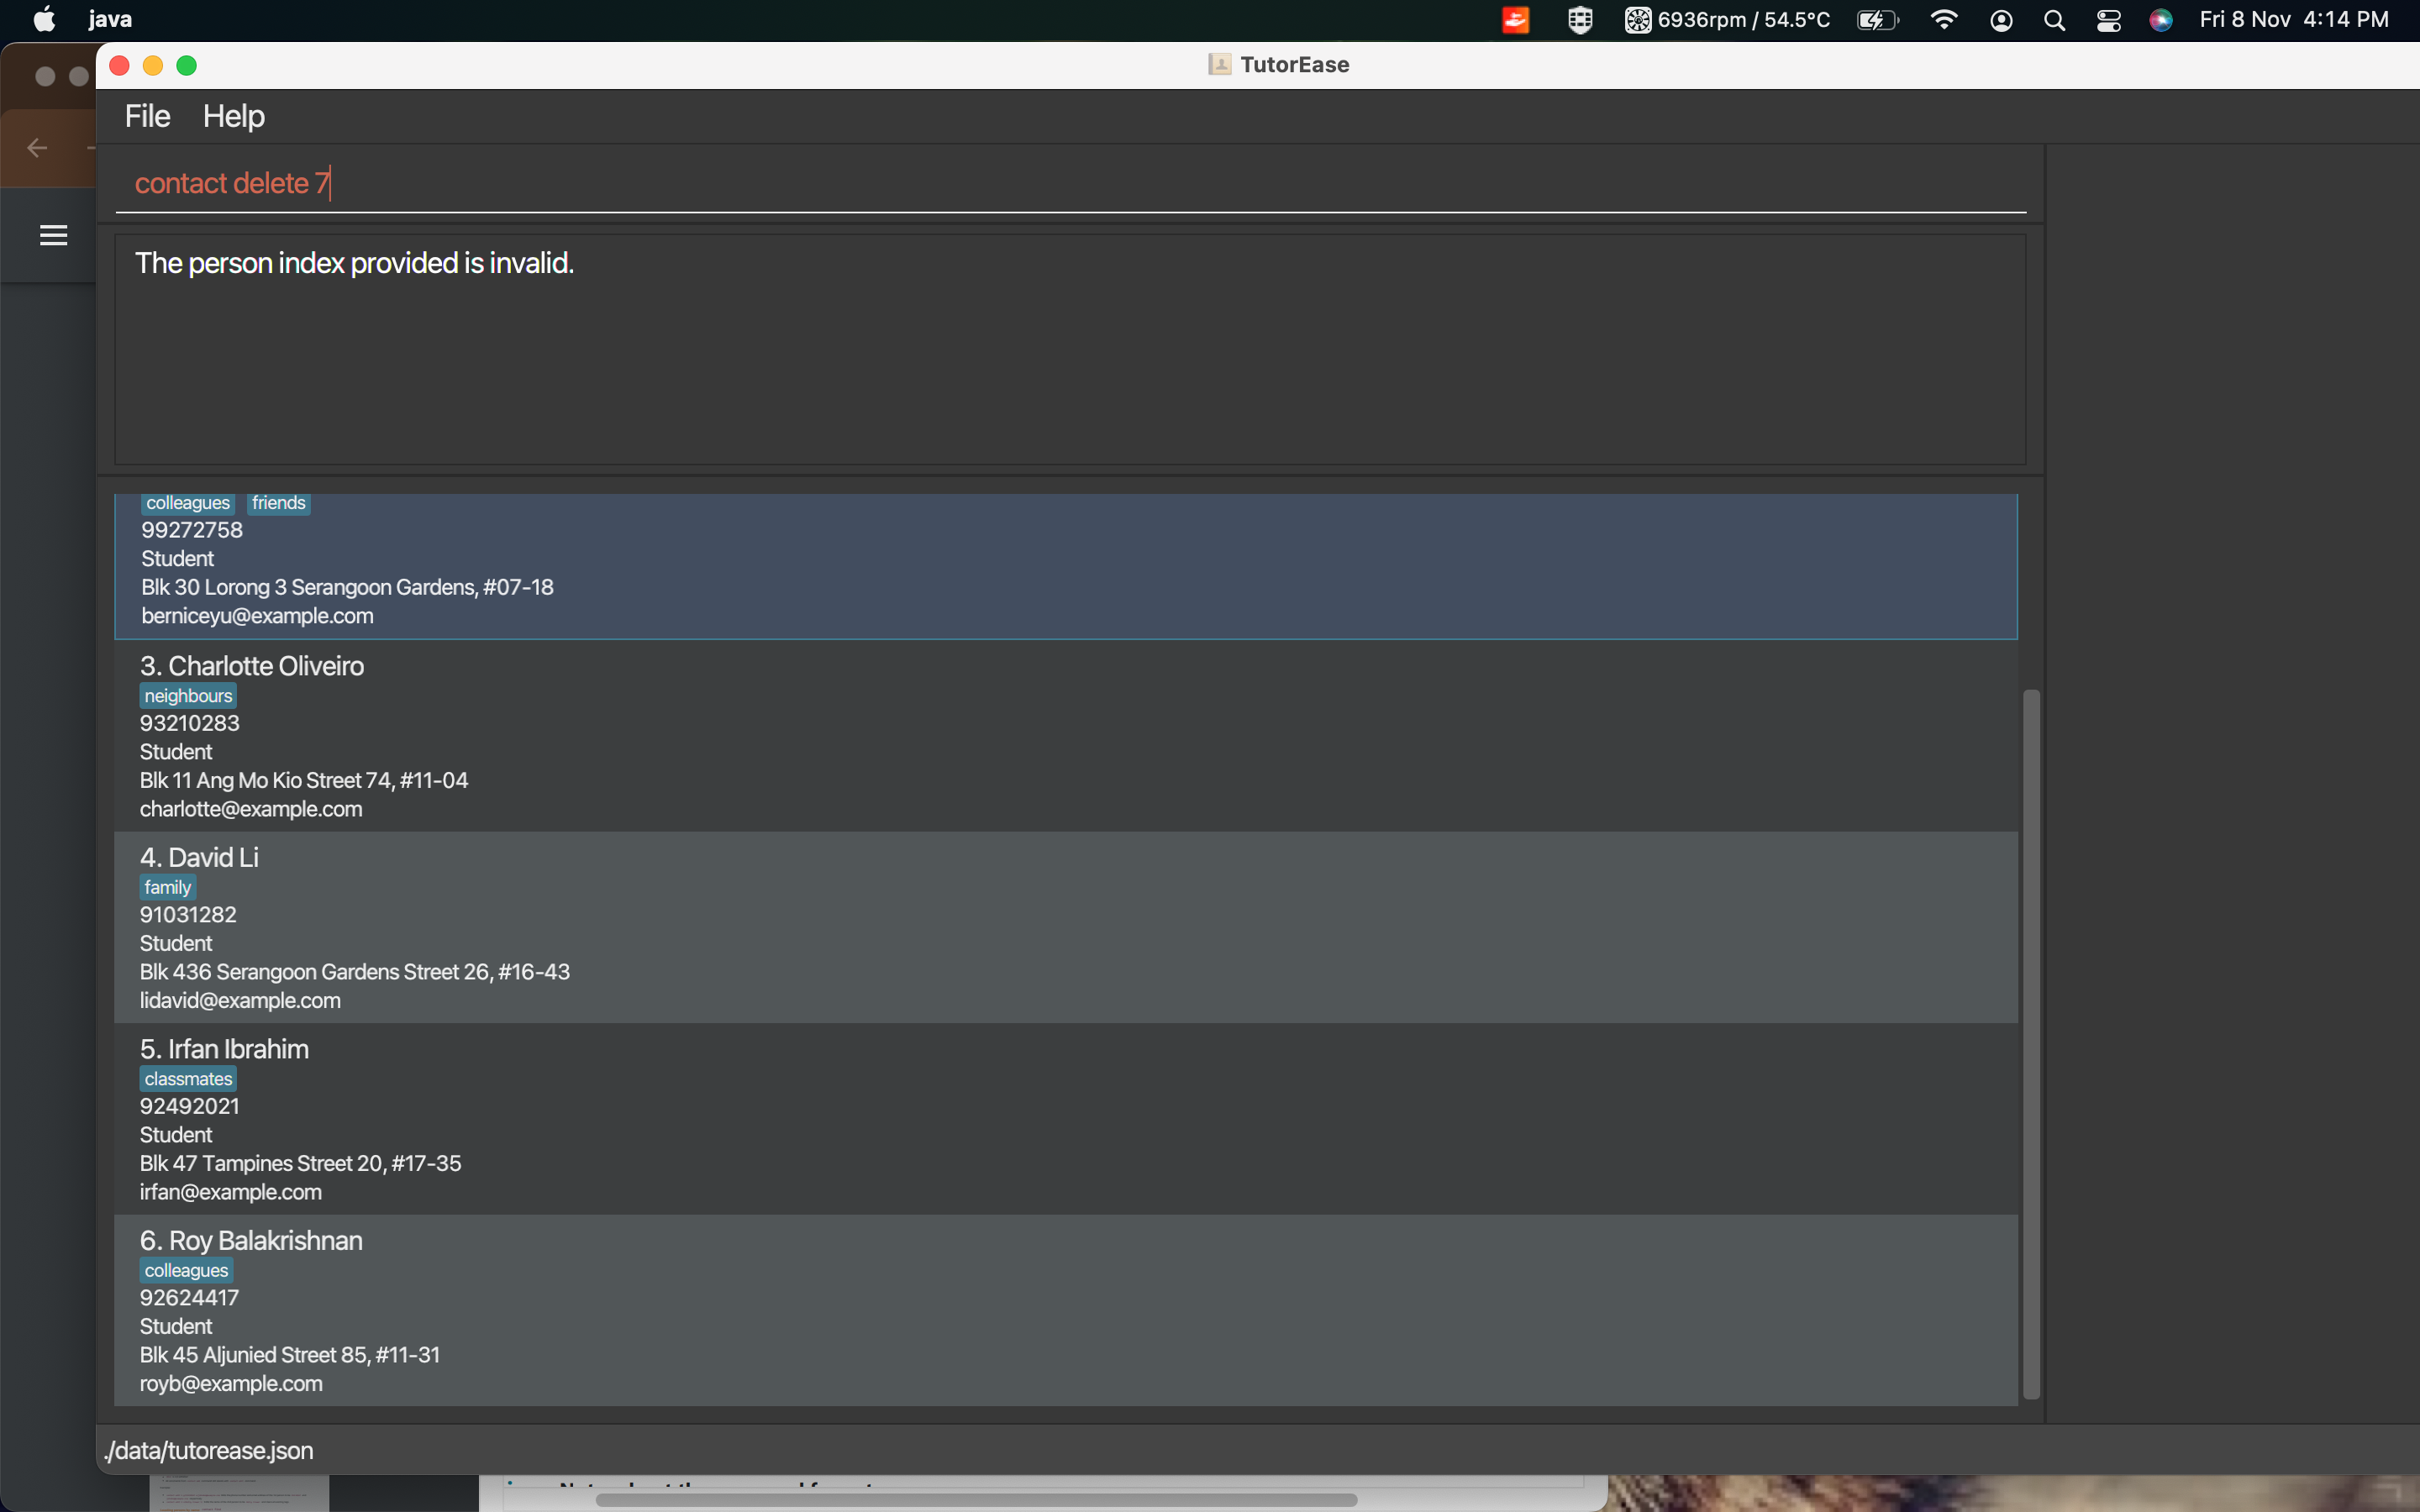 java
6936rpm / 54.5°C
Fri 8 Nov 4:14 PM
TutorEase
File Help
contact delete 7
The person index provided is invalid.
colleagues friends
99272758
Student
Blk 30 Lorong 3 Serangoon Gardens, #07-18
berniceyu@example.com
3. Charlotte Oliveiro
neighbours
93210283
Student
Blk 11 Ang Mo Kio Street 74, #11-04
charlotte@example.com
4. David Li
family
91031282
Student
Blk 436 Serangoon Gardens Street 26, #16-43
lidavid@example.com
5. Irfan Ibrahim
classmates
92492021
Student
Blk 47 Tampines Street 20, #17-35
irfan@example.com
6. Roy Balakrishnan
colleagues
92624417
Student
Blk 45 Aljunied Street 85, #11-31
royb@example.com
./data/tutorease.json